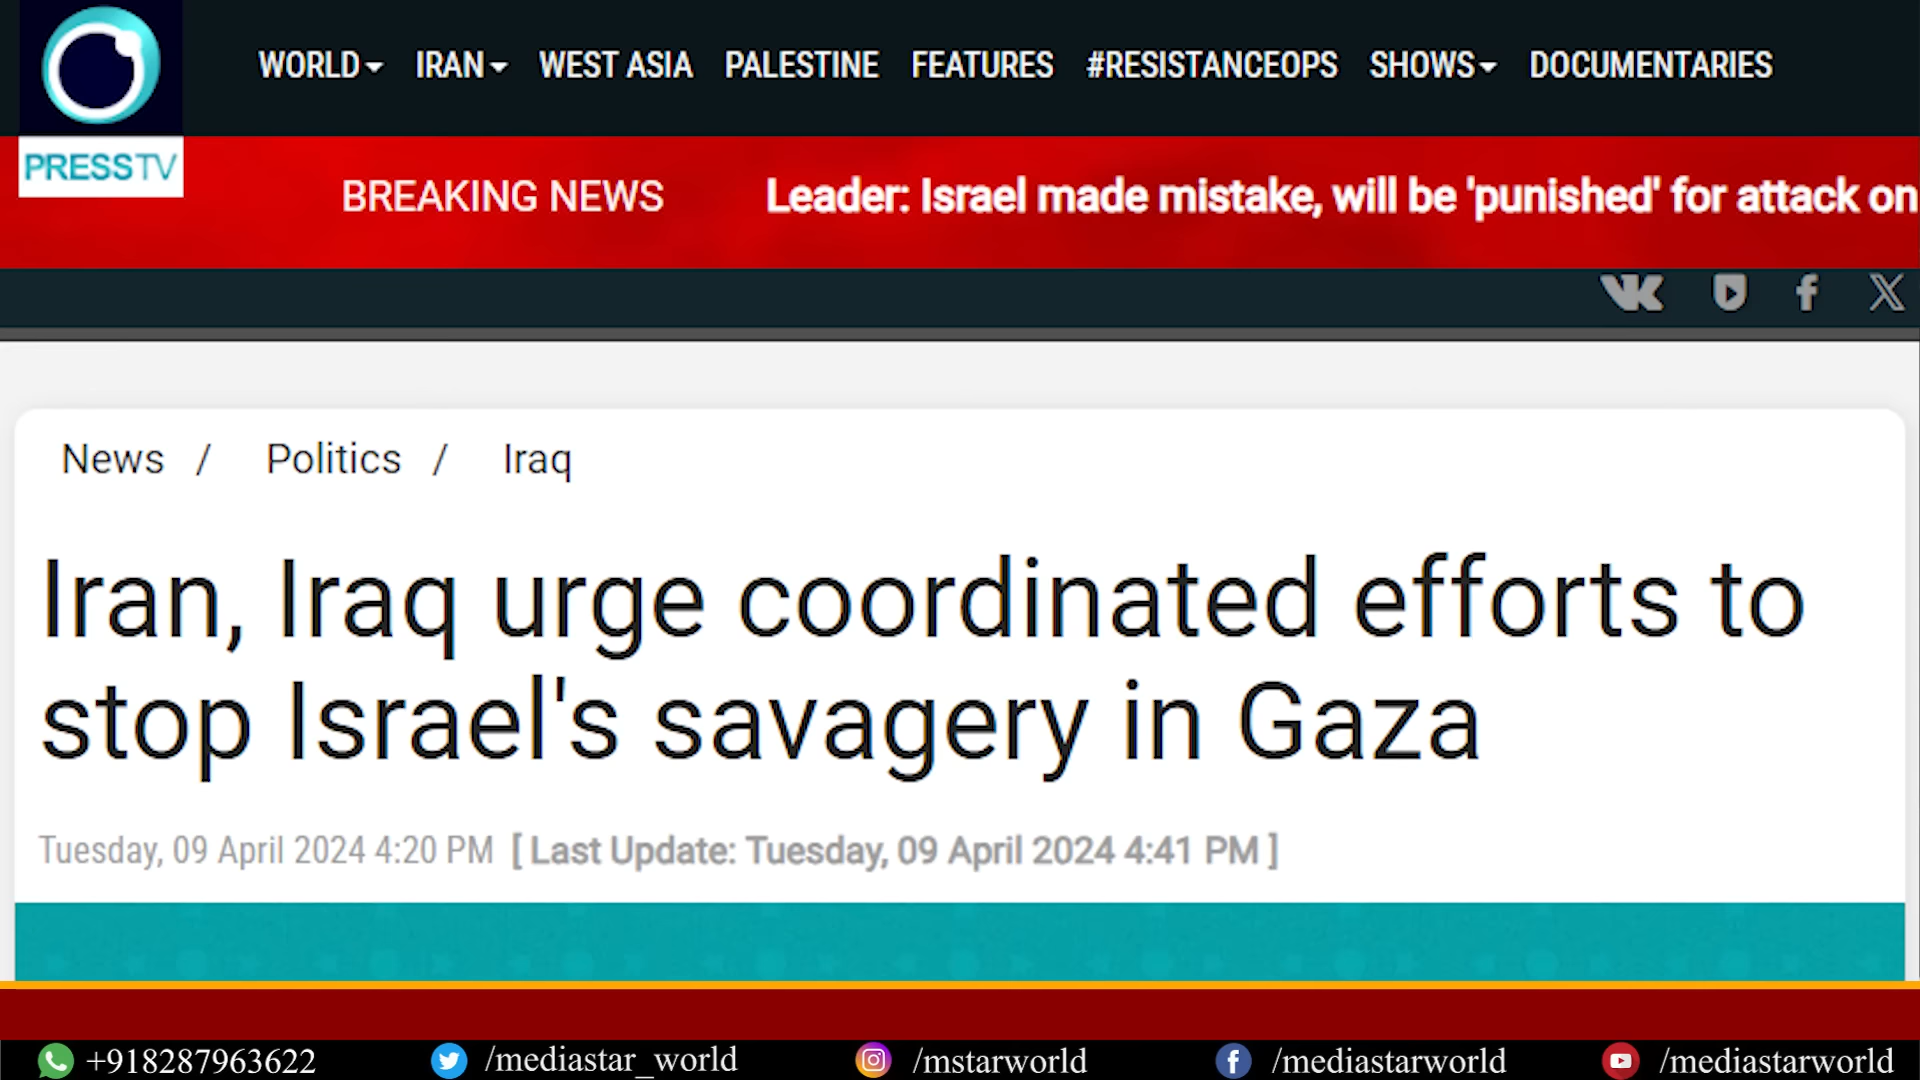 WORLD IRAN WEST ASIA PALESTINE FEATURES #RESISTANCEOPS SHOWS DOCUMENTARIES
PRESSTV
BREAKING NEWS Leader: Israel made mistake, will be 'punished' for attack on
News / Politics / Iraq
Iran, Iraq urge coordinated efforts to
stop Israel's savagery in Gaza
Tuesday, 09 April 2024 4:20 PM [ Last Update: Tuesday, 09 April 2024 4:41 PM ]
+918287963622 /mediastar_world /mstarworld /mediastarworld /mediastarworld